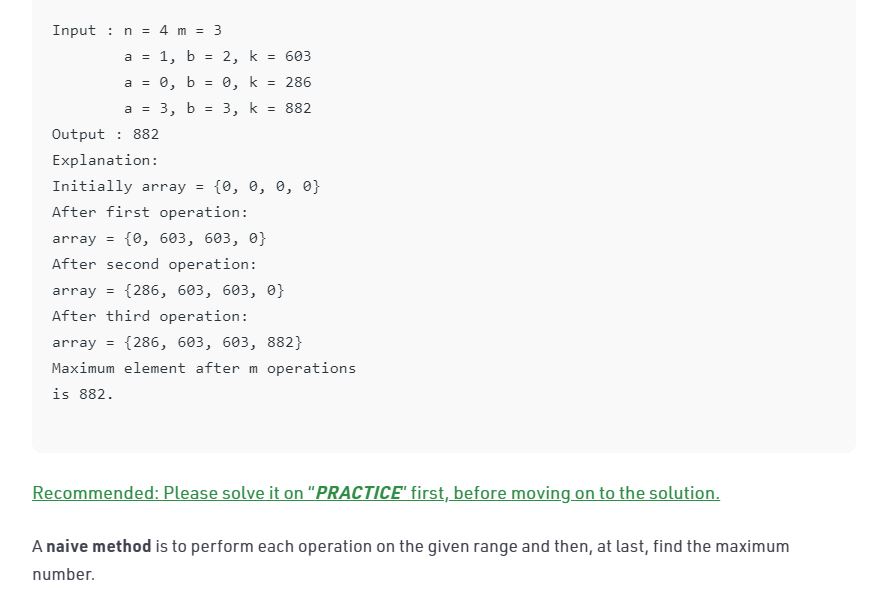 Input : n = 4 m = 3
a = 1, b = 2, k = 603
a = 0, b = 0, k = 286
a = 3, b = 3, k = 882
Output : 882
Explanation:
Initially array = {0, 0, 0, 0}
After first operation:
array = {0, 603, 603, 0}
After second operation:
array = {286, 603, 603, 0}
After third operation:
array = {286, 603, 603, 882}
Maximum element after m operations
is 882.
Recommended: Please solve it on "PRACTICE" first, before moving on to the solution.
A naive method is to perform each operation on the given range and then, at last, find the maximum
number.